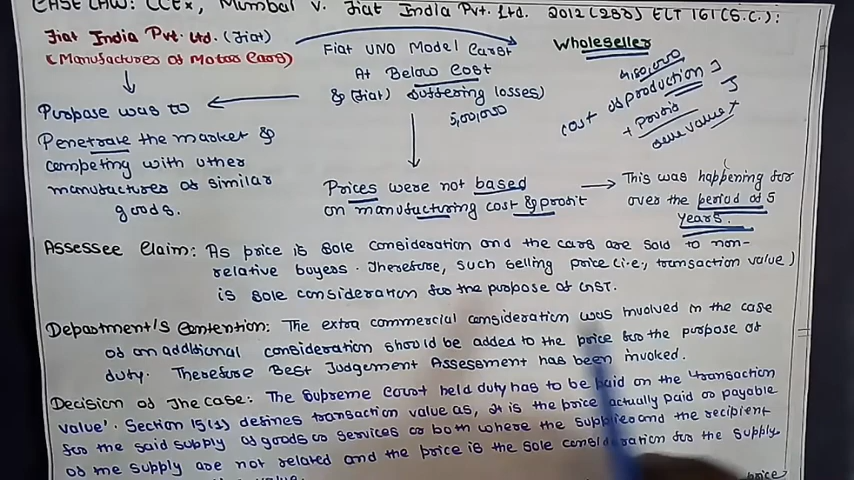 CASE LAW: CCEx, Mumbai v. Fiat India Pvt. Ltd. 2012 (283) ELT 161 (S.C.):
Fiat India Pvt. Ltd. (Fiat)
(Manufacturer of Motor Cars)
Fiat UNO Model Cars
At Below Cost
& (Fiat) suffering losses)
5,00,000
Wholeseller
4,50,000
cost of production
+ Profit
Purpose was to
Penetrate the market &
competing with other
manufactures of similar
goods.
Prices were not based
on manufacturing cost & profit
This was happening for
over the period of 5
years.
Assessee Claim: As price is sole consideration and the cars are sold to non-
relative buyers. Therefore, such selling price (i.e., transaction value)
is sole consideration for the purpose of GST.
Department's Contention: The extra commercial consideration was involved in the case
of an additional consideration should be added to the price for the purpose of
duty. Therefore Best Judgement Assessment has been invoked.
Decision of The case: The Supreme Court held duty has to be paid on the 'transaction
value'. Section 15(1) defines transaction value as, it is the price actually paid or payable
for the said supply of goods or services or both where the supplier and the recipient
of the supply are not related and the price is the sole consideration for the supply.
price